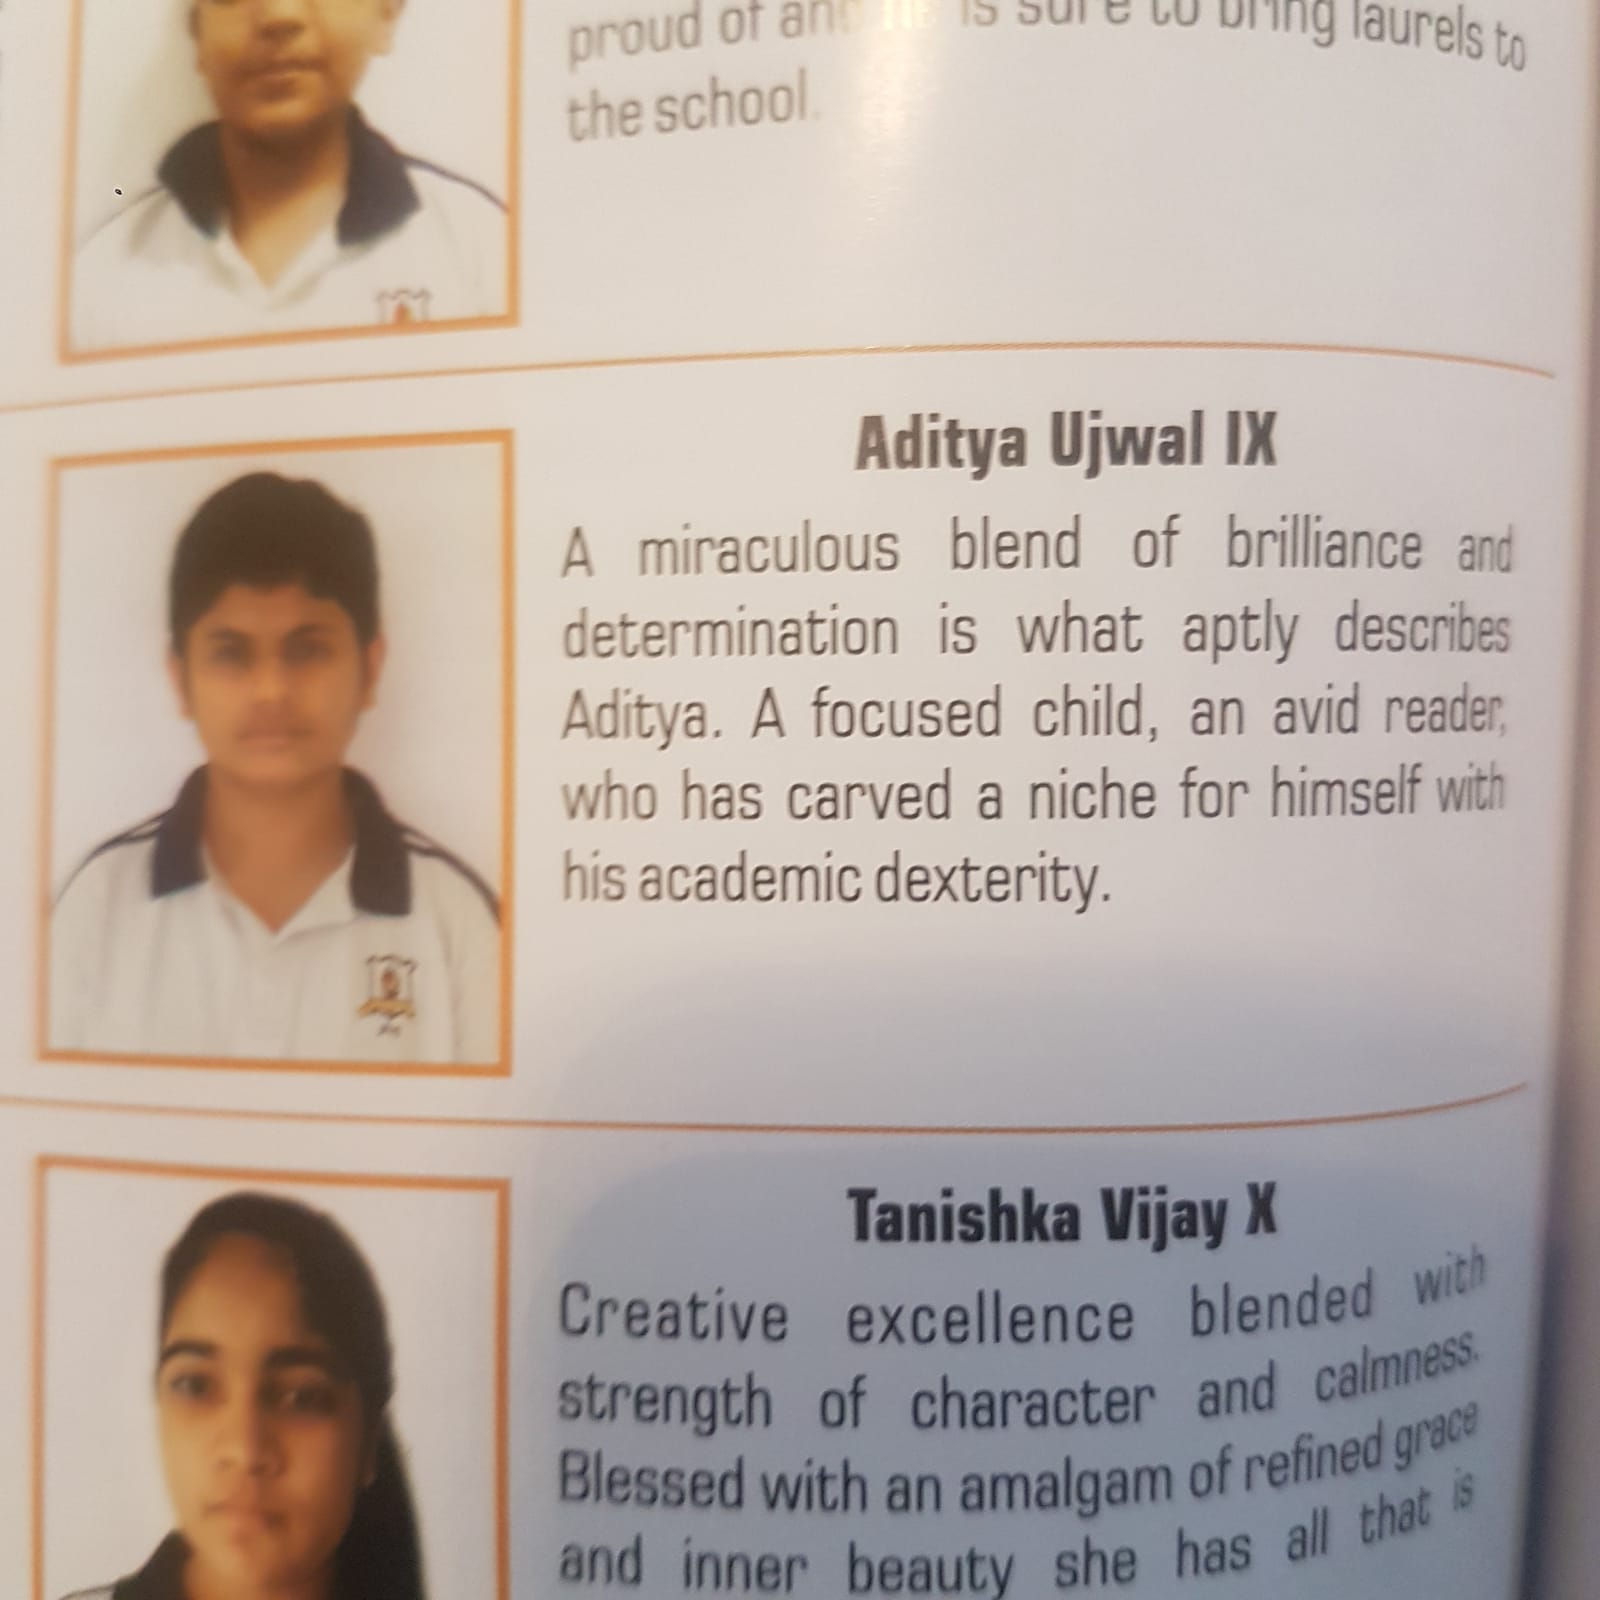 proud of and he is sure to bring laurels to
the school.
Aditya Ujwal IX
A miraculous blend of brilliance and
determination is what aptly describes
Aditya. A focused child, an avid reader,
who has carved a niche for himself with
his academic dexterity.
Tanishka Vijay X
Creative excellence blended with
strength of character and calmness.
Blessed with an amalgam of refined grace
and inner beauty she has all that is